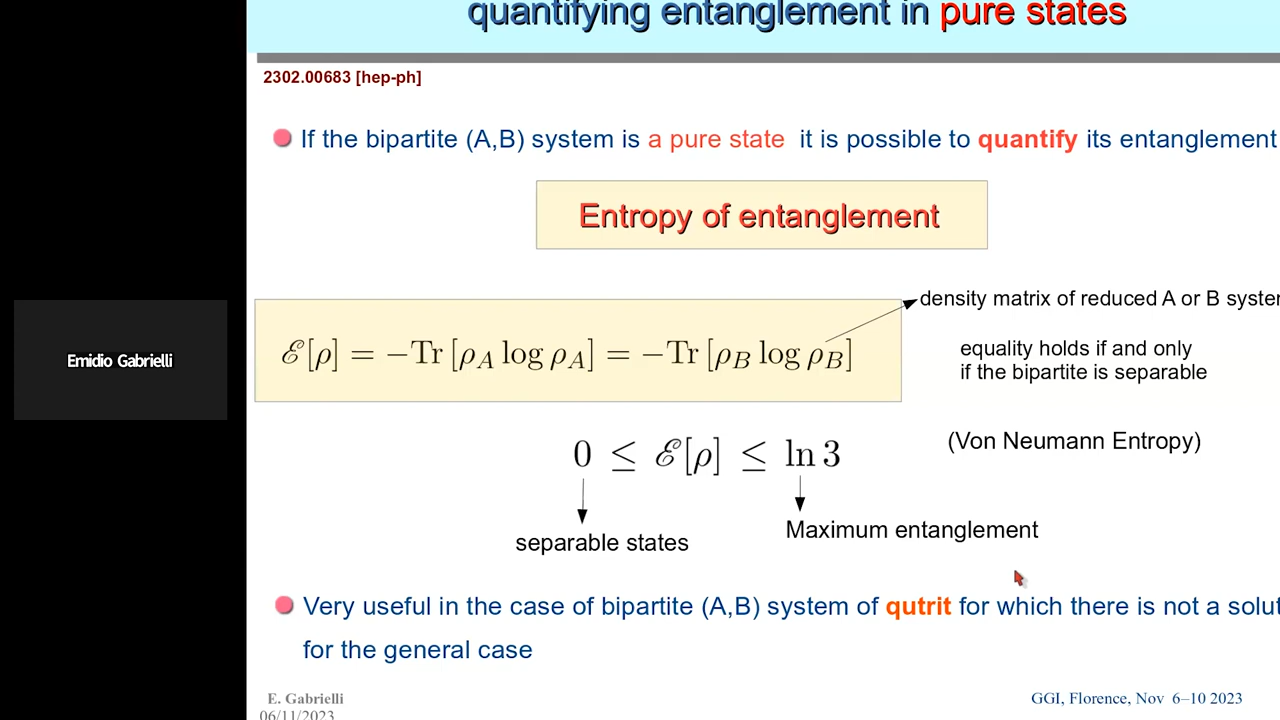 quantifying entanglement in pure states
2302.00683 [hep-ph]
If the bipartite (A,B) system is a pure state it is possible to quantify its entanglement
Entropy of entanglement
density matrix of reduced A or B
ℰ[ρ] = −Tr [ρ_A log ρ_A] = −Tr [ρ_B log ρ_B]
equality holds if and only
if the bipartite is separable
Emidio Gabrielli
(Von Neumann Entropy)
0 ≤ ℰ[ρ] ≤ ln 3
Maximum entanglement
separable states
Very useful in the case of bipartite (A,B) system of qutrit for which there is not a
for the general case
E. Gabrielli
GGI, Florence, Nov 6–10 2023
06/11/2023